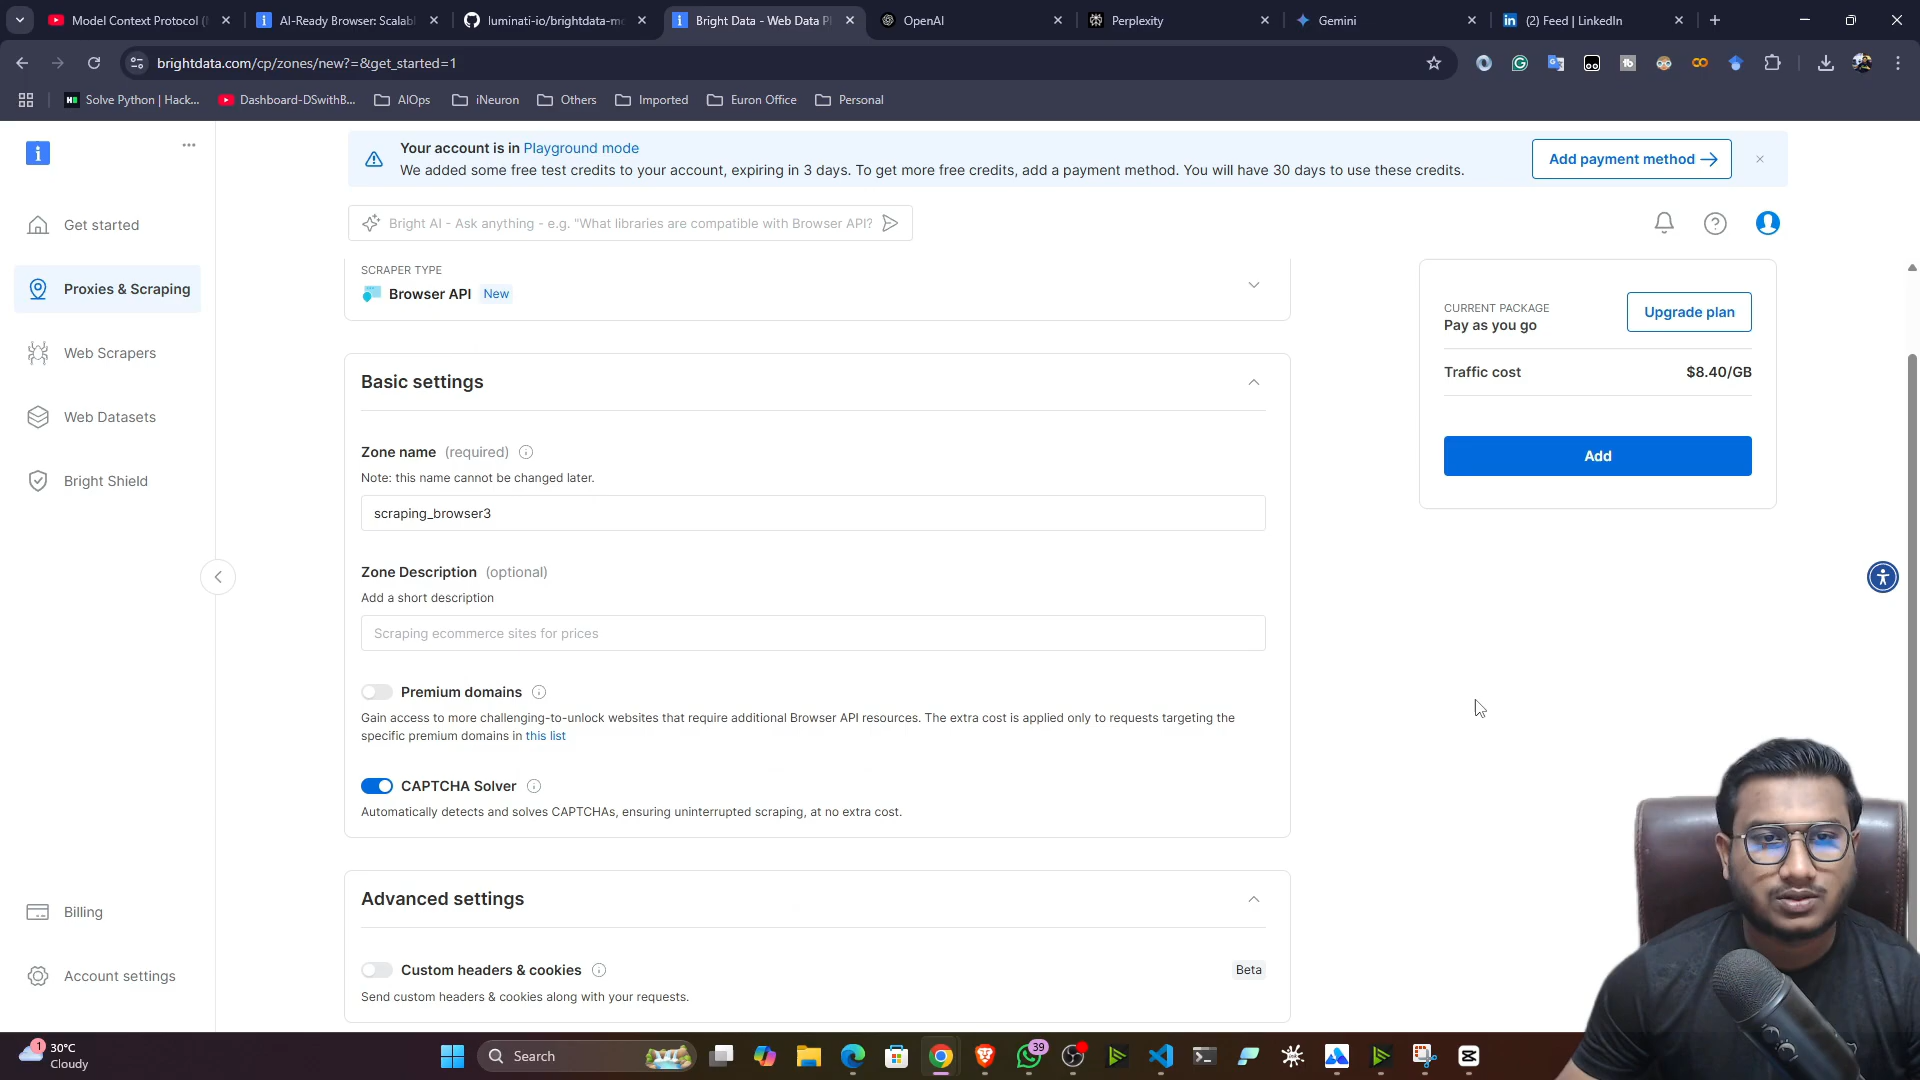 Model Context Protocol (
AI-Ready Browser: Scalab
luminati-io/brightdata-m
Bright Data - Web Data P
OpenAI
Perplexity
Gemini
(2) Feed | LinkedIn
brightdata.com/cp/zones/new?=&get_started=1
Solve Python | Hack...
Dashboard-DSwithB...
AIOps
iNeuron
Others
Imported
Euron Office
Personal
Your account is in Playground mode
We added some free test credits to your account, expiring in 3 days. To get more free credits, add a payment method. You will have 30 days to use these credits.
Add payment method
Bright AI - Ask anything - e.g. "What libraries are compatible with Browser API?
Get started
Proxies & Scraping
Web Scrapers
Web Datasets
Bright Shield
Billing
Account settings
SCRAPER TYPE
Browser API New
Basic settings
Zone name (required)
Note: this name cannot be changed later.
scraping_browser3
Zone Description (optional)
Add a short description
Scraping ecommerce sites for prices
Premium domains
Gain access to more challenging-to-unlock websites that require additional Browser API resources. The extra cost is applied only to requests targeting the
specific premium domains in this list
CAPTCHA Solver
Automatically detects and solves CAPTCHAs, ensuring uninterrupted scraping, at no extra cost.
Advanced settings
Custom headers & cookies
Beta
Send custom headers & cookies along with your requests.
CURRENT PACKAGE
Pay as you go
Upgrade plan
Traffic cost
$8.40/GB
Add
1
30°C
Cloudy
Search
39